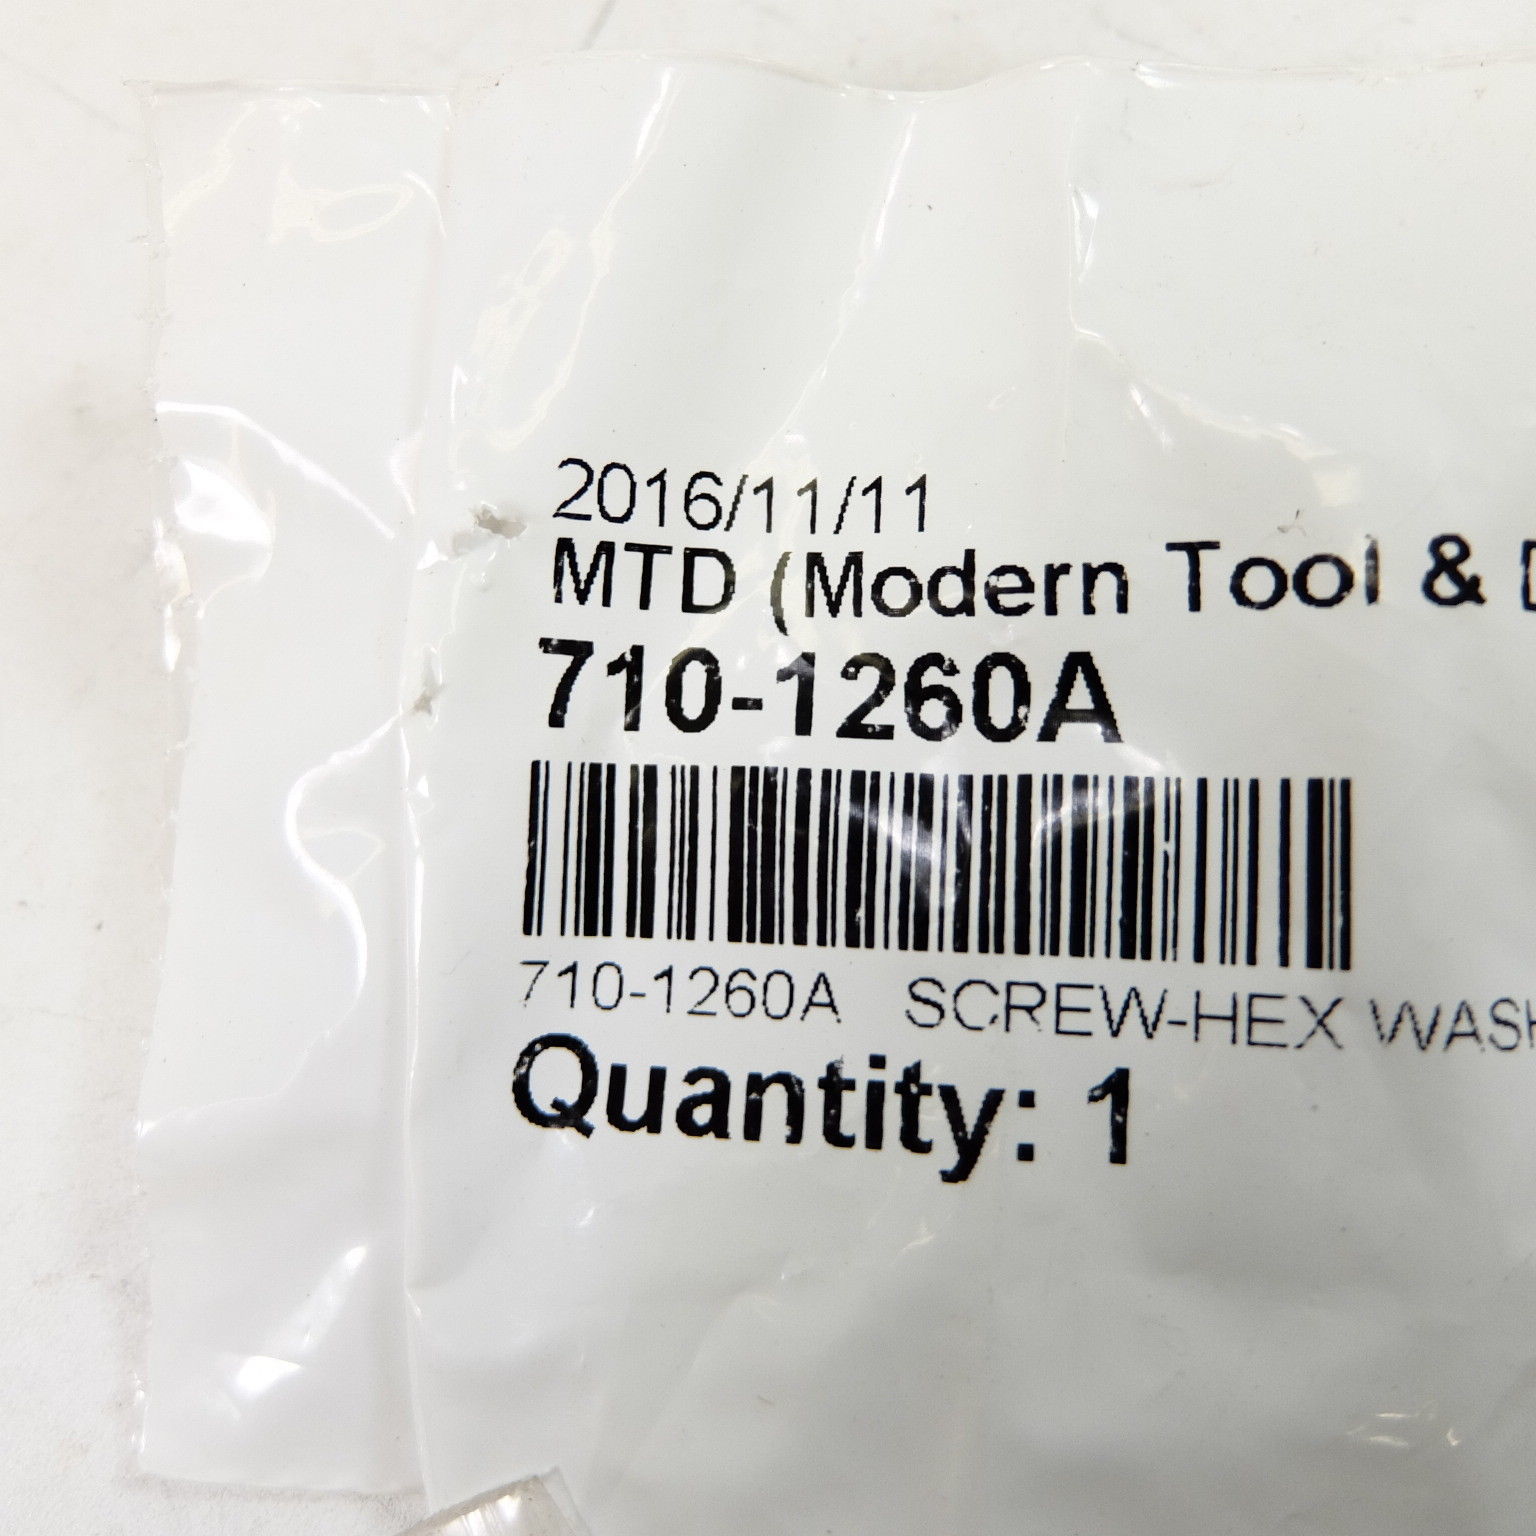 2016/11/11
MTD (Modern Tool &
710-1260A
710-1260A SCREW-HEX WASH
Quantity: 1